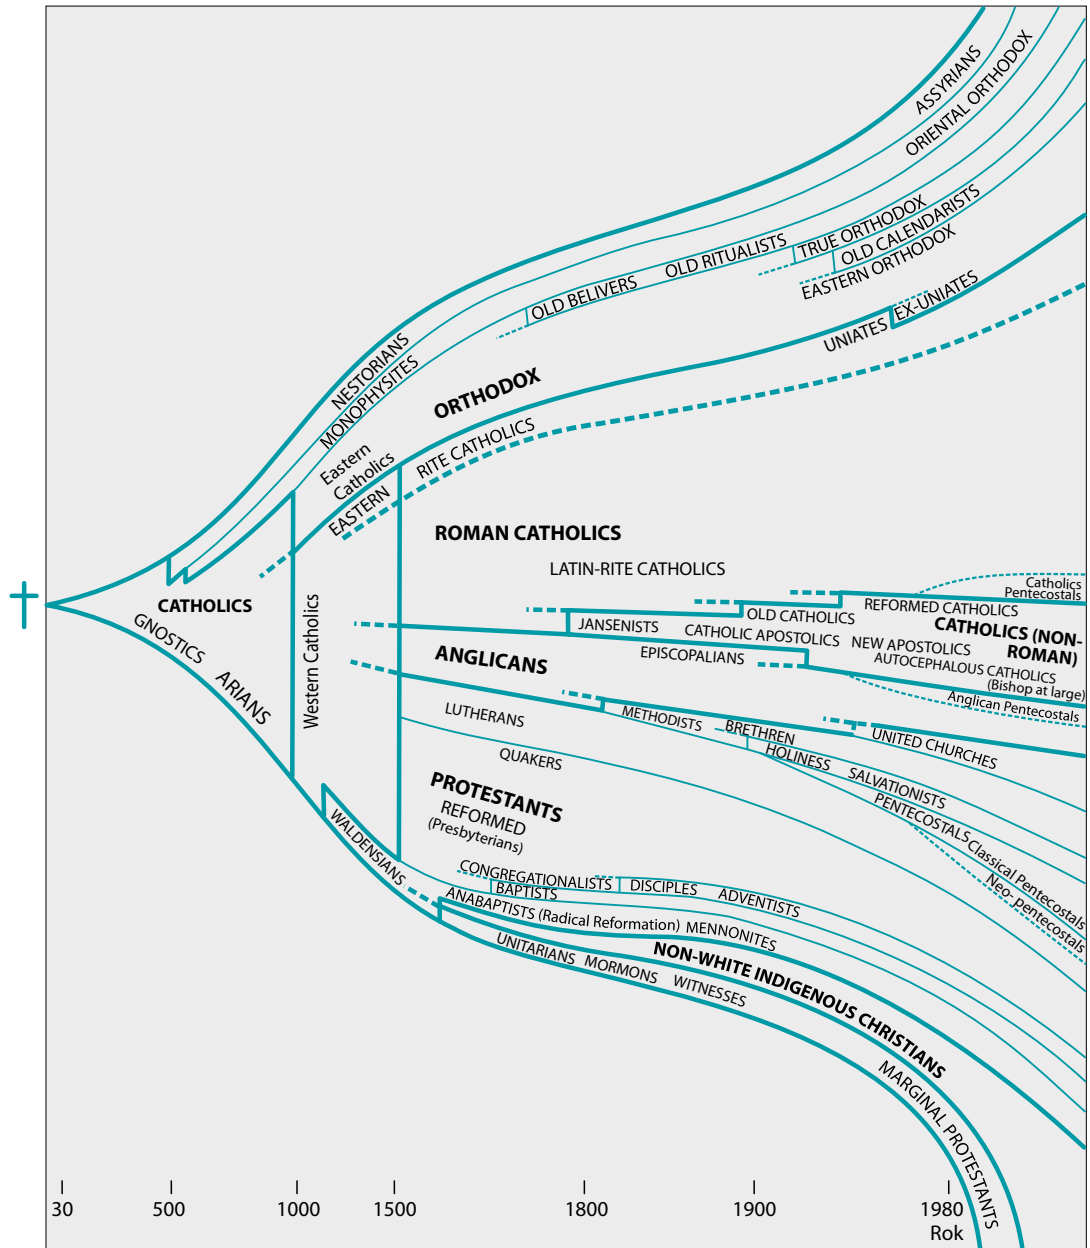 ASSYRIANS
ORIENTAL ORTHODOX
TRUE ORTHODOX
OLD CALENDARISTS
OLD RITUALISTS
EASTERN ORTHODOX
OLD BELIVERS
EX-UNIATES
UNIATES
NESTORIANS
MONOPHYSITES
ORTHODOX
Eastern
Catholics
EASTERN
RITE CATHOLICS
ROMAN CATHOLICS
LATIN-RITE CATHOLICS
Catholics
Pentecostals
REFORMED CATHOLICS
CATHOLICS
OLD CATHOLICS
CATHOLICS (NON-
ROMAN)
GNOSTICS
JANSENISTS
CATHOLIC APOSTOLICS
NEW APOSTOLICS
ARIANS
Western Catholics
ANGLICANS
EPISCOPALIANS
AUTOCEPHALOUS CATHOLICS
(Bishop at large)
Anglican Pentecostals
LUTHERANS
METHODISTS
BRETHREN
UNITED CHURCHES
QUAKERS
HOLINESS
SALVATIONISTS
PROTESTANTS
REFORMED
(Presbyterians)
PENTECOSTALS
Classical Pentecostals
Neo- pentecostals
WALDENSIANS
CONGREGATIONALISTS
DISCIPLES
ADVENTISTS
BAPTISTS
ANABAPTISTS (Radical Reformation) MENNONITES
NON-WHITE INDIGENOUS CHRISTIANS
UNITARIANS MORMONS WITNESSES
MARGINAL PROTESTANTS
30 500 1000 1500 1800 1900 1980
Rok